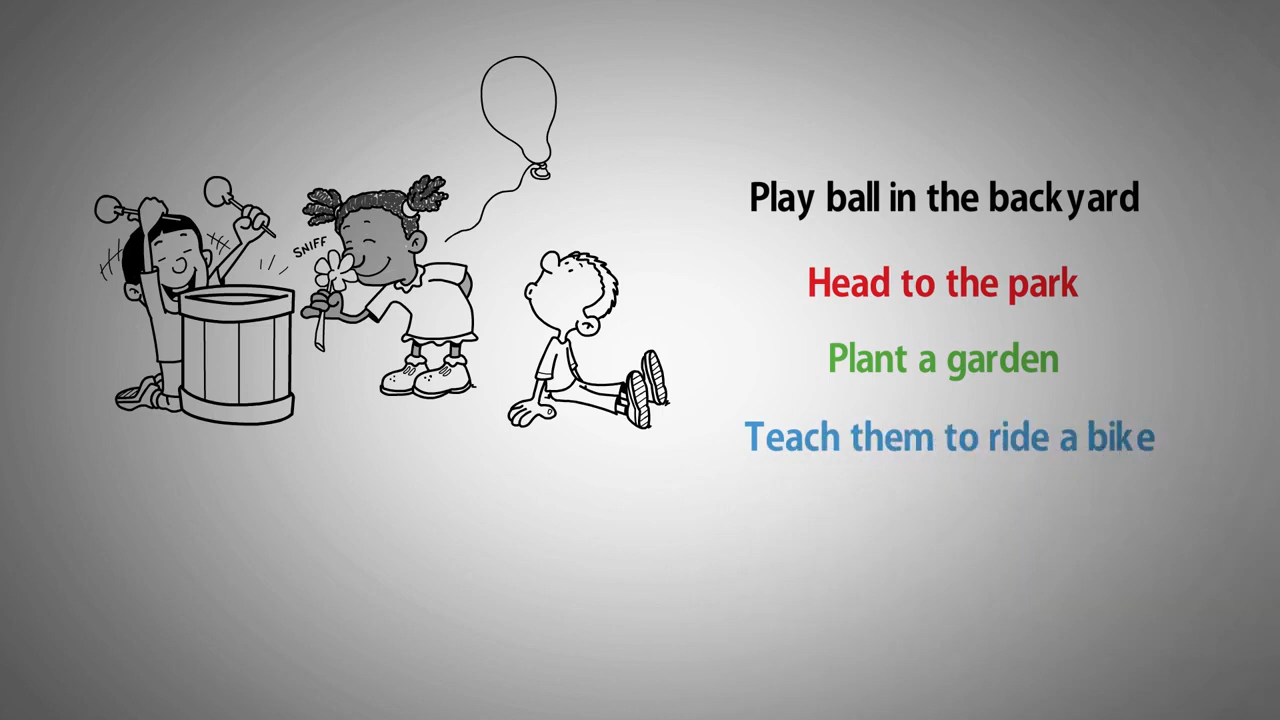 SNIFF
Play ball in the backyard
Head to the park
Plant a garden
Teach them to ride a bike